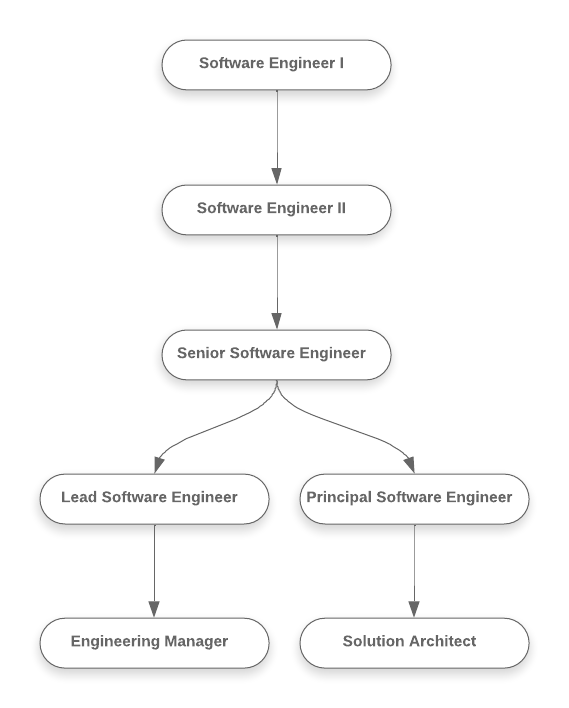 Software Engineer I
Software Engineer II
Senior Software Engineer
Lead Software Engineer
Principal Software Engineer
Engineering Manager
Solution Architect